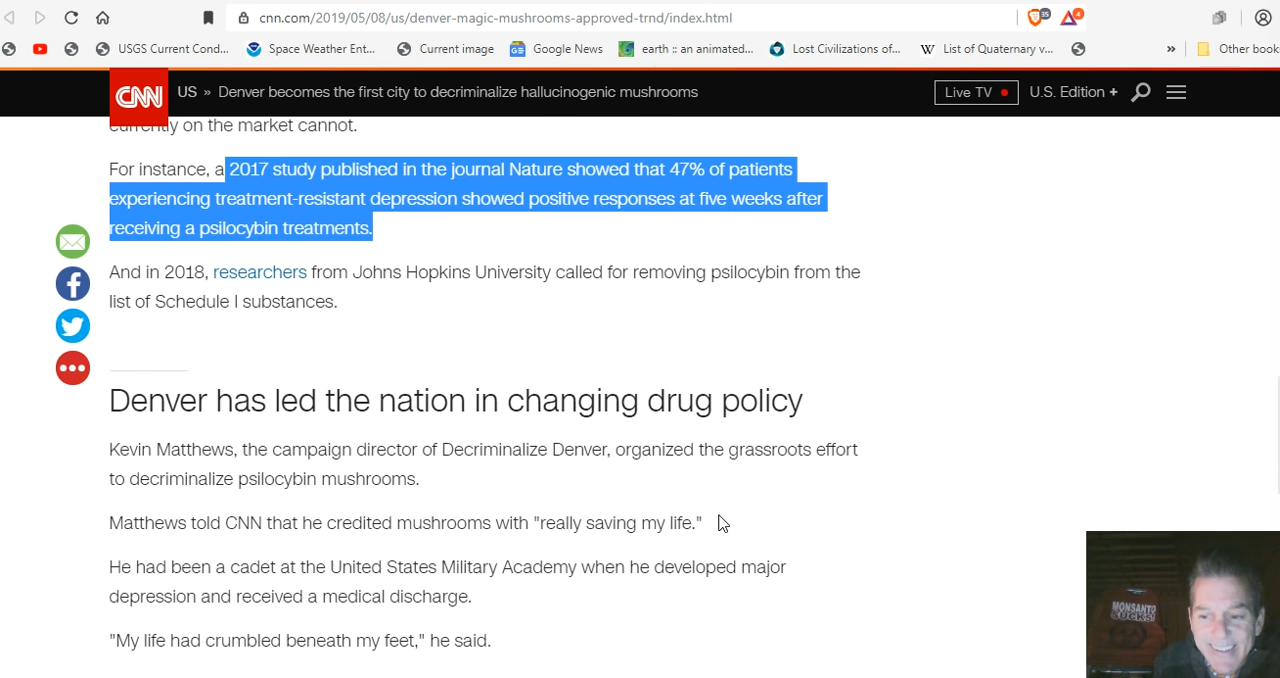 cnn.com/2019/05/08/us/denver-magic-mushrooms-approved-trnd/index.html
35
4
USGS Current Cond...
Space Weather Ent...
Current image
Google News
earth :: an animated...
Lost Civilizations of...
List of Quaternary v...
»
Other book
CNN
US » Denver becomes the first city to decriminalize hallucinogenic mushrooms
Live TV
U.S. Edition +
currently on the market cannot.
For instance, a 2017 study published in the journal Nature showed that 47% of patients
experiencing treatment-resistant depression showed positive responses at five weeks after
receiving a psilocybin treatments.
And in 2018, researchers from Johns Hopkins University called for removing psilocybin from the
list of Schedule I substances.
Denver has led the nation in changing drug policy
Kevin Matthews, the campaign director of Decriminalize Denver, organized the grassroots effort
to decriminalize psilocybin mushrooms.
Matthews told CNN that he credited mushrooms with "really saving my life."
He had been a cadet at the United States Military Academy when he developed major
depression and received a medical discharge.
"My life had crumbled beneath my feet," he said.
MONSANTO
SUCKS!